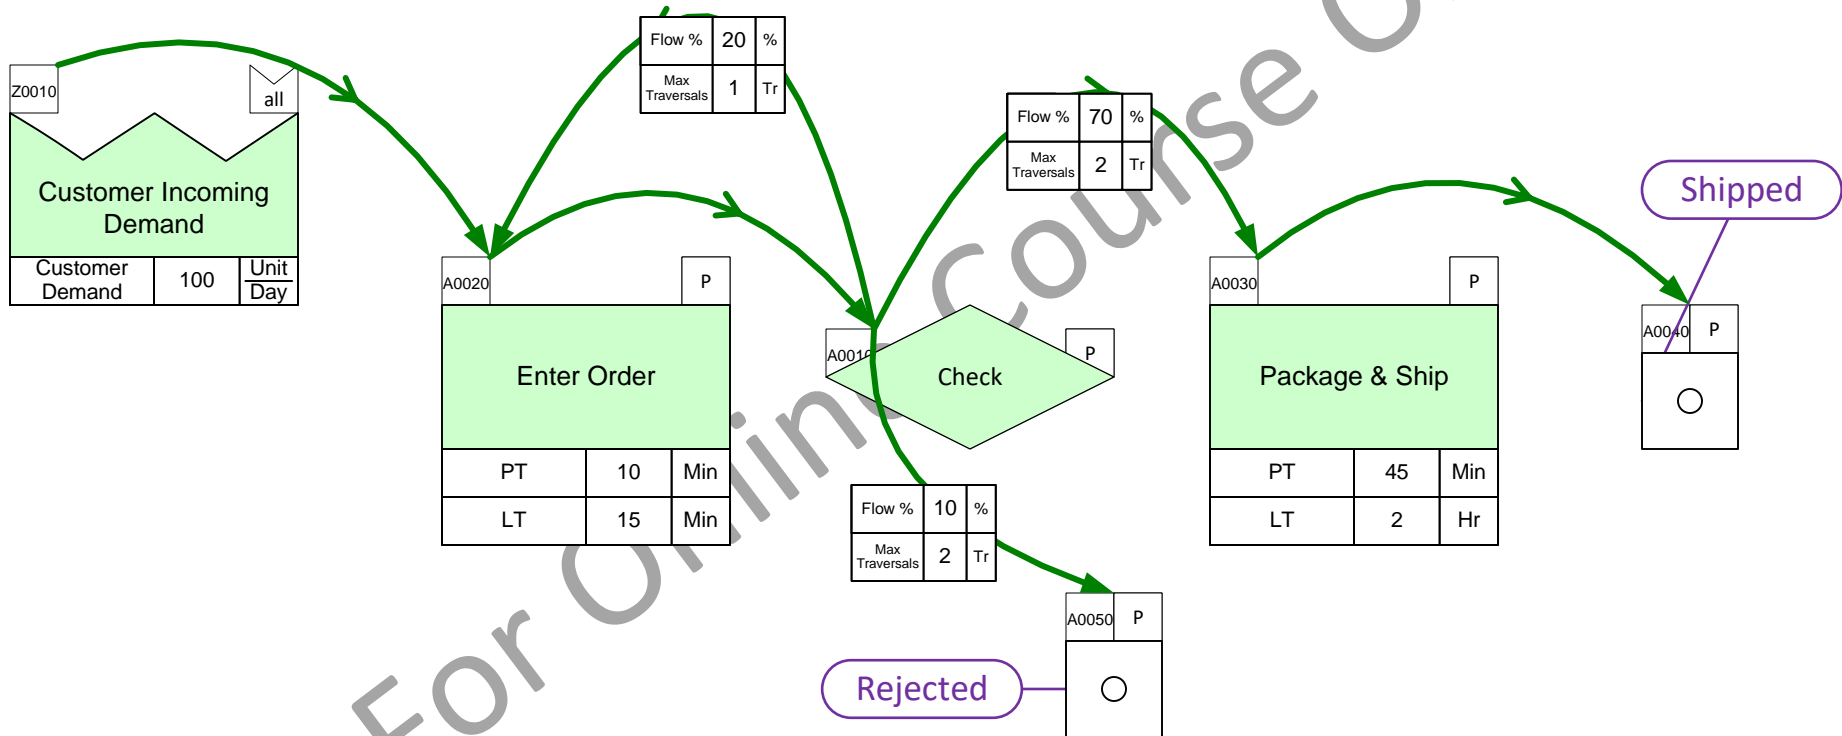 Flow % 20 %
Max Traversals 1 Tr
Z0010 all
Customer Incoming
Demand
Customer Demand 100 Unit Day
Flow % 70 %
Max Traversals 2 Tr
Shipped
A0020 P
Enter Order
PT 10 Min
LT 15 Min
A0010 P
Check
A0030 P
Package & Ship
PT 45 Min
LT 2 Hr
A0040 P
Flow % 10 %
Max Traversals 2 Tr
A0050 P
Rejected
For Online Course O